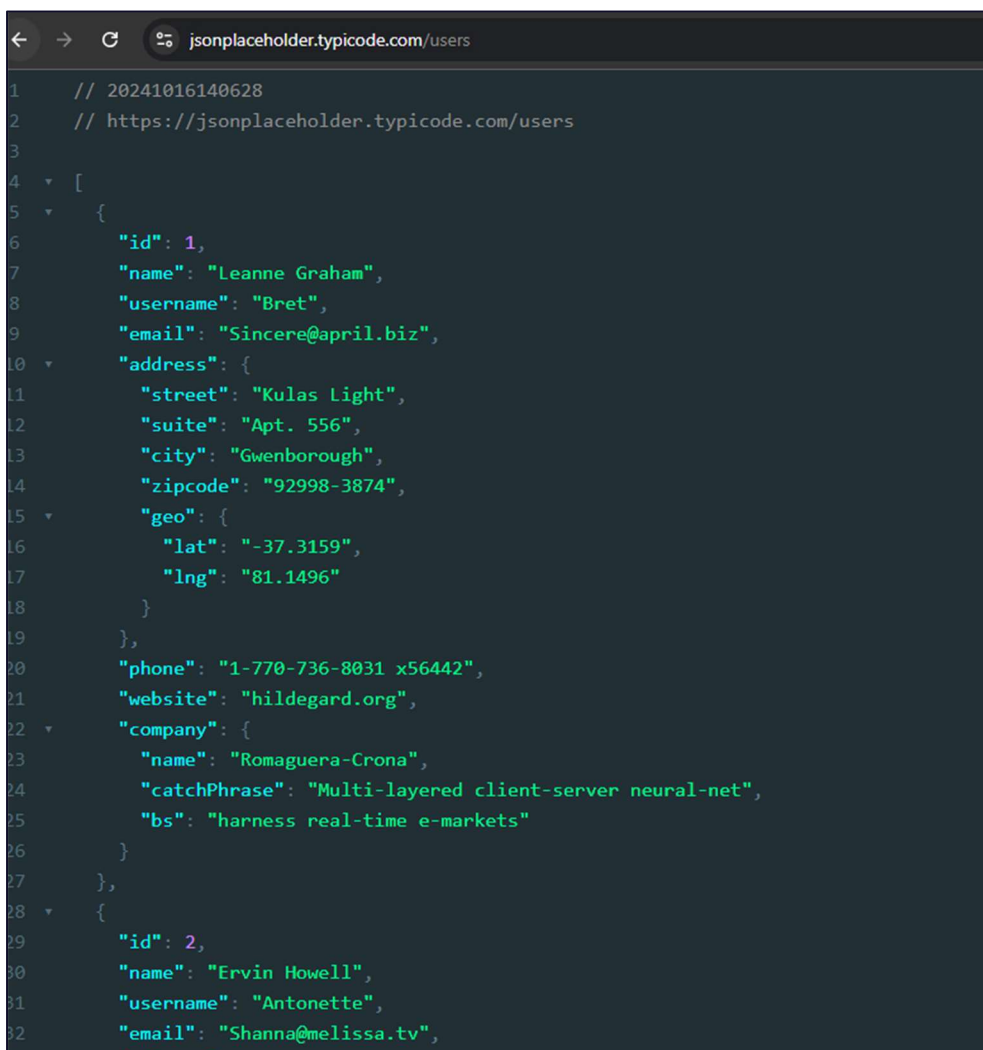 jsonplaceholder.typicode.com/users
1 // 20241016140628
2 // https://jsonplaceholder.typicode.com/users
3
4 [
5 {
6 "id": 1,
7 "name": "Leanne Graham",
8 "username": "Bret",
9 "email": "Sincere@april.biz",
10 "address": {
11 "street": "Kulas Light",
12 "suite": "Apt. 556",
13 "city": "Gwenborough",
14 "zipcode": "92998-3874",
15 "geo": {
16 "lat": "-37.3159",
17 "lng": "81.1496"
18 }
19 },
20 "phone": "1-770-736-8031 x56442",
21 "website": "hildegard.org",
22 "company": {
23 "name": "Romaguera-Crona",
24 "catchPhrase": "Multi-layered client-server neural-net",
25 "bs": "harness real-time e-markets"
26 }
27 },
28 {
29 "id": 2,
30 "name": "Ervin Howell",
31 "username": "Antonette",
32 "email": "Shanna@melissa.tv",